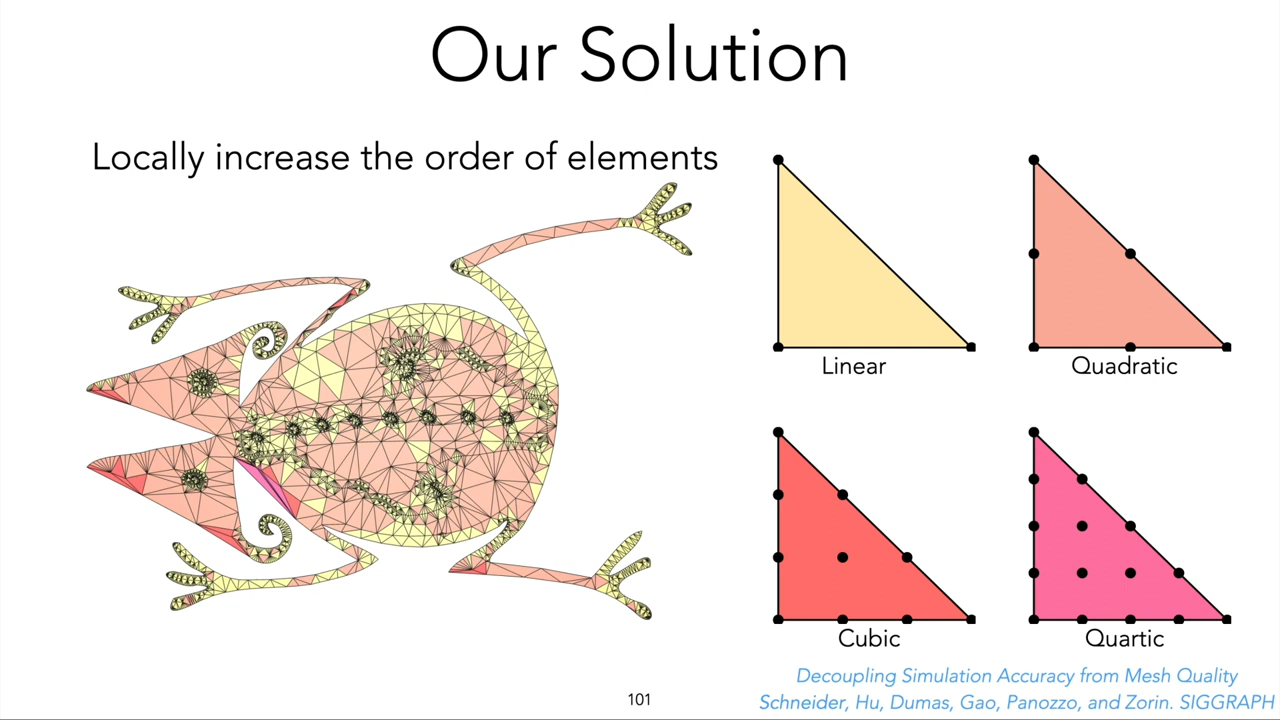 Our Solution
Locally increase the order of elements
Linear
Quadratic
Cubic
Quartic
Decoupling Simulation Accuracy from Mesh Quality
Schneider, Hu, Dumas, Gao, Panozzo, and Zorin. SIGGRAPH
101